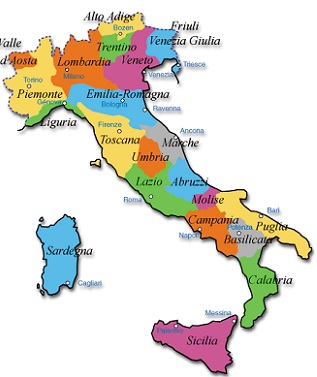 Alto Adige
Bozen
Friuli
Valle
d'Aosta
Trentino
Venezia Giulia
Lombardia
Veneto
Trieste
Torino
Milano
Venezia
Piemonte
Emilia-Romagna
Genova
Bologna
Ravenna
Liguria
Firenze
Ancona
Toscana
Marche
Umbria
Lazio
Abruzzi
Roma
Molise
Bari
Campania
Puglia
Napoli
Potenza
Basilicata
Sardegna
Cagliari
Calabria
Messina
Palermo
Sicilia